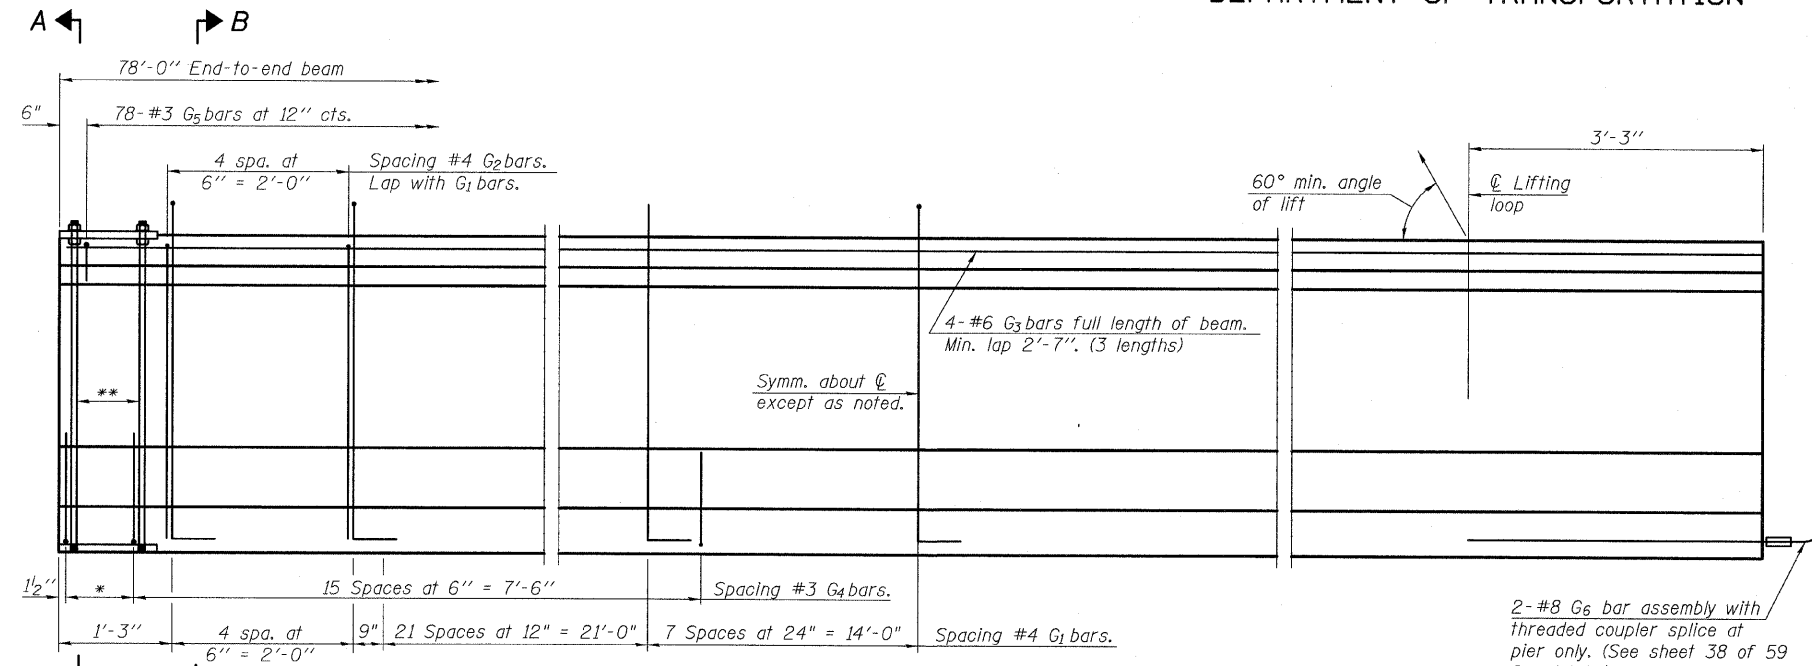 DEPARTMENT OF TRANSPORTATION
A
B
78'-0" End-to-end beam
6"
78-#3 G5 bars at 12" cts.
4 spa. at
6" = 2'-0"
Spacing #4 G2 bars.
Lap with G1 bars.
3'-3"
60° min. angle
of lift
℄ Lifting
loop
4-#6 G3 bars full length of beam.
Min. lap 2'-7". (3 lengths)
Symm. about ℄
except as noted.
**
1½"
*
15 Spaces at 6" = 7'-6"
Spacing #3 G4 bars.
1'-3"
4 spa. at
6" = 2'-0"
9"
21 Spaces at 12" = 21'-0"
7 Spaces at 24" = 14'-0"
Spacing #4 G1 bars.
2-#8 G6 bar assembly with
threaded coupler splice at
pier only. (See sheet 38 of 59